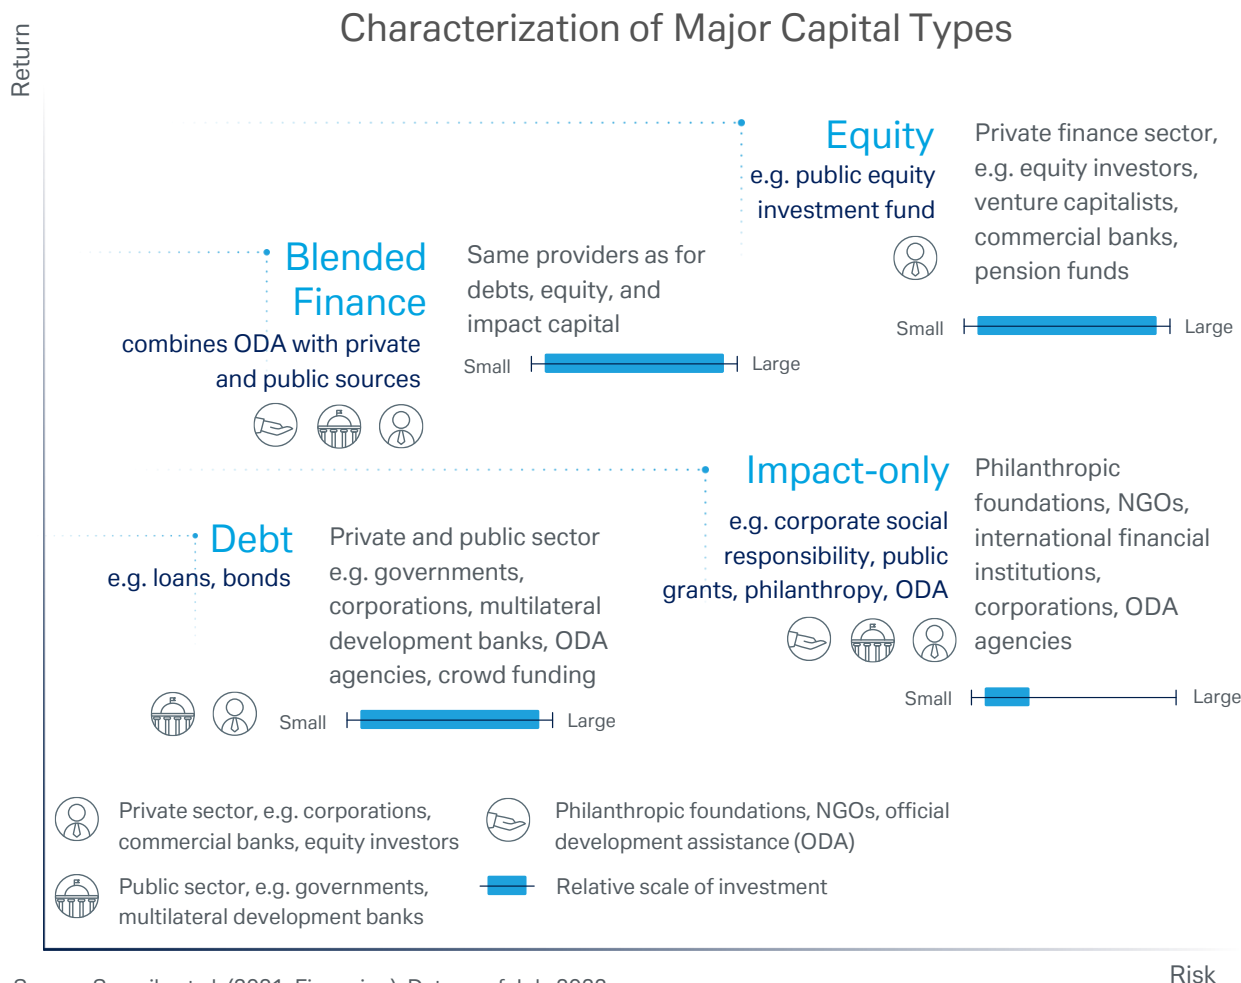 Characterization of Major Capital Types
Return
Equity
e.g. public equity
investment fund
Private finance sector,
e.g. equity investors,
venture capitalists,
commercial banks,
pension funds
Small
Large
Blended
Finance
combines ODA with private
and public sources
Same providers as for
debts, equity, and
impact capital
Small
Large
Impact-only
e.g. corporate social
responsibility, public
grants, philanthropy, ODA
Philanthropic
foundations, NGOs,
international financial
institutions,
corporations, ODA
agencies
Small
Large
Debt
e.g. loans, bonds
Private and public sector
e.g. governments,
corporations, multilateral
development banks, ODA
agencies, crowd funding
Small
Large
Private sector, e.g. corporations,
commercial banks, equity investors
Philanthropic foundations, NGOs, official
development assistance (ODA)
Public sector, e.g. governments,
multilateral development banks
Relative scale of investment
Risk